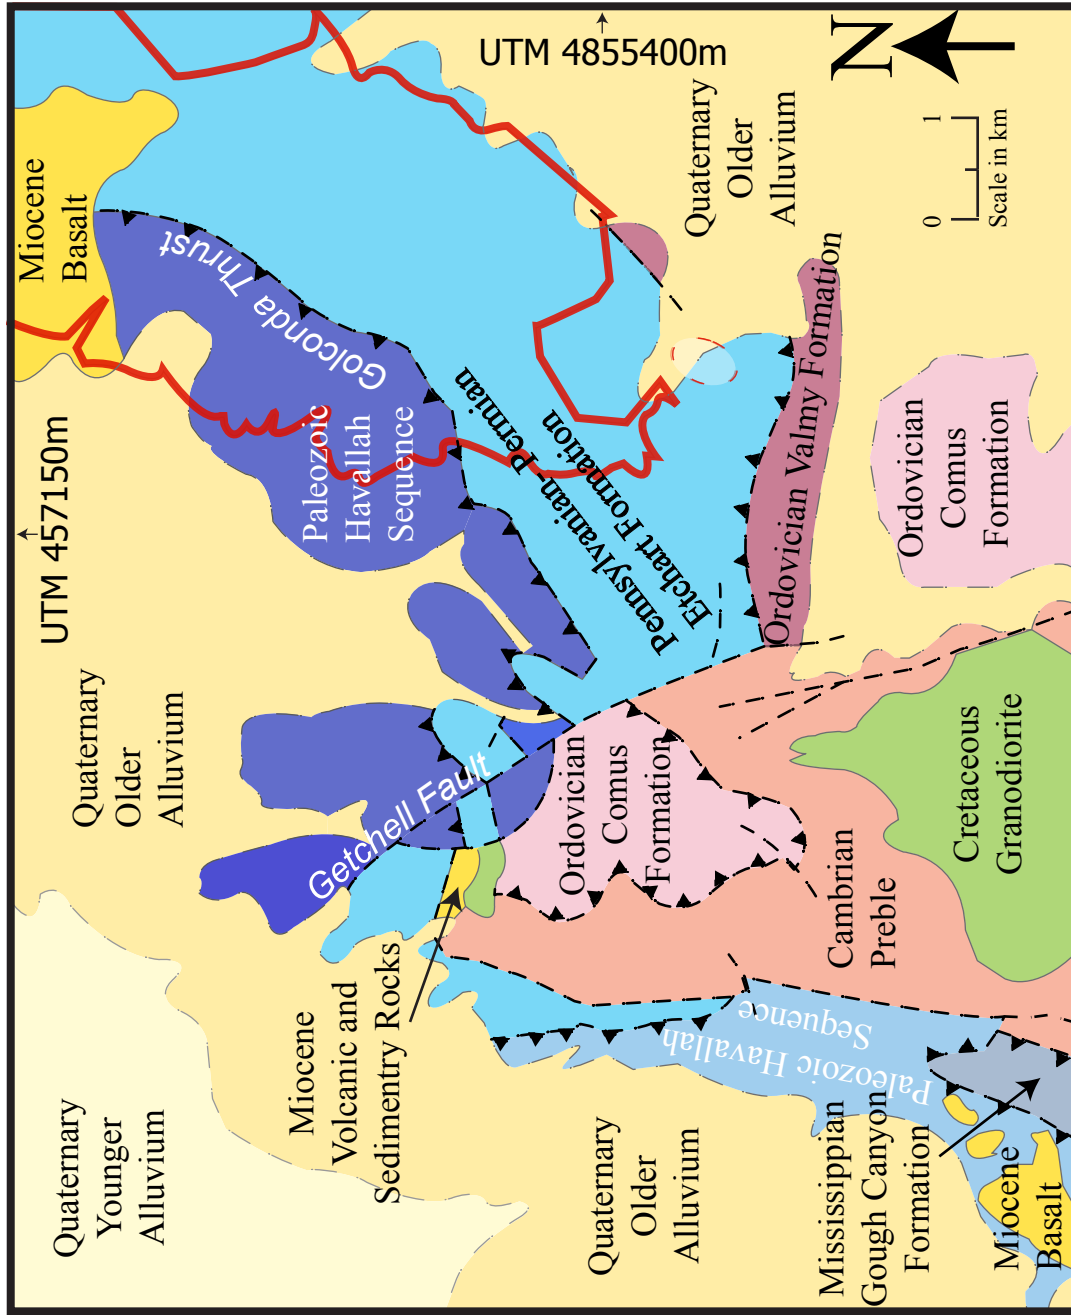 Miocene
Basalt
UTM 4855400m
N
0
1
Scale in km
Quaternary
Older
Alluvium
Golconda Thrust
Paleozoic
Havallah
Sequence
UTM 457150m
Pennsylvanian-Permian
Etchart Formation
Ordovician Valmy Formation
Ordovician
Comus
Formation
Quaternary
Older
Alluvium
Getchell Fault
Ordovician
Comus
Formation
Cretaceous
Granodiorite
Cambrian
Preble
Miocene
Volcanic and
Sedimentry Rocks
Paleozoic Havallah
Sequence
Quaternary
Younger
Alluvium
Quaternary
Older
Alluvium
Mississippian
Gough Canyon
Formation
Miocene
Basalt